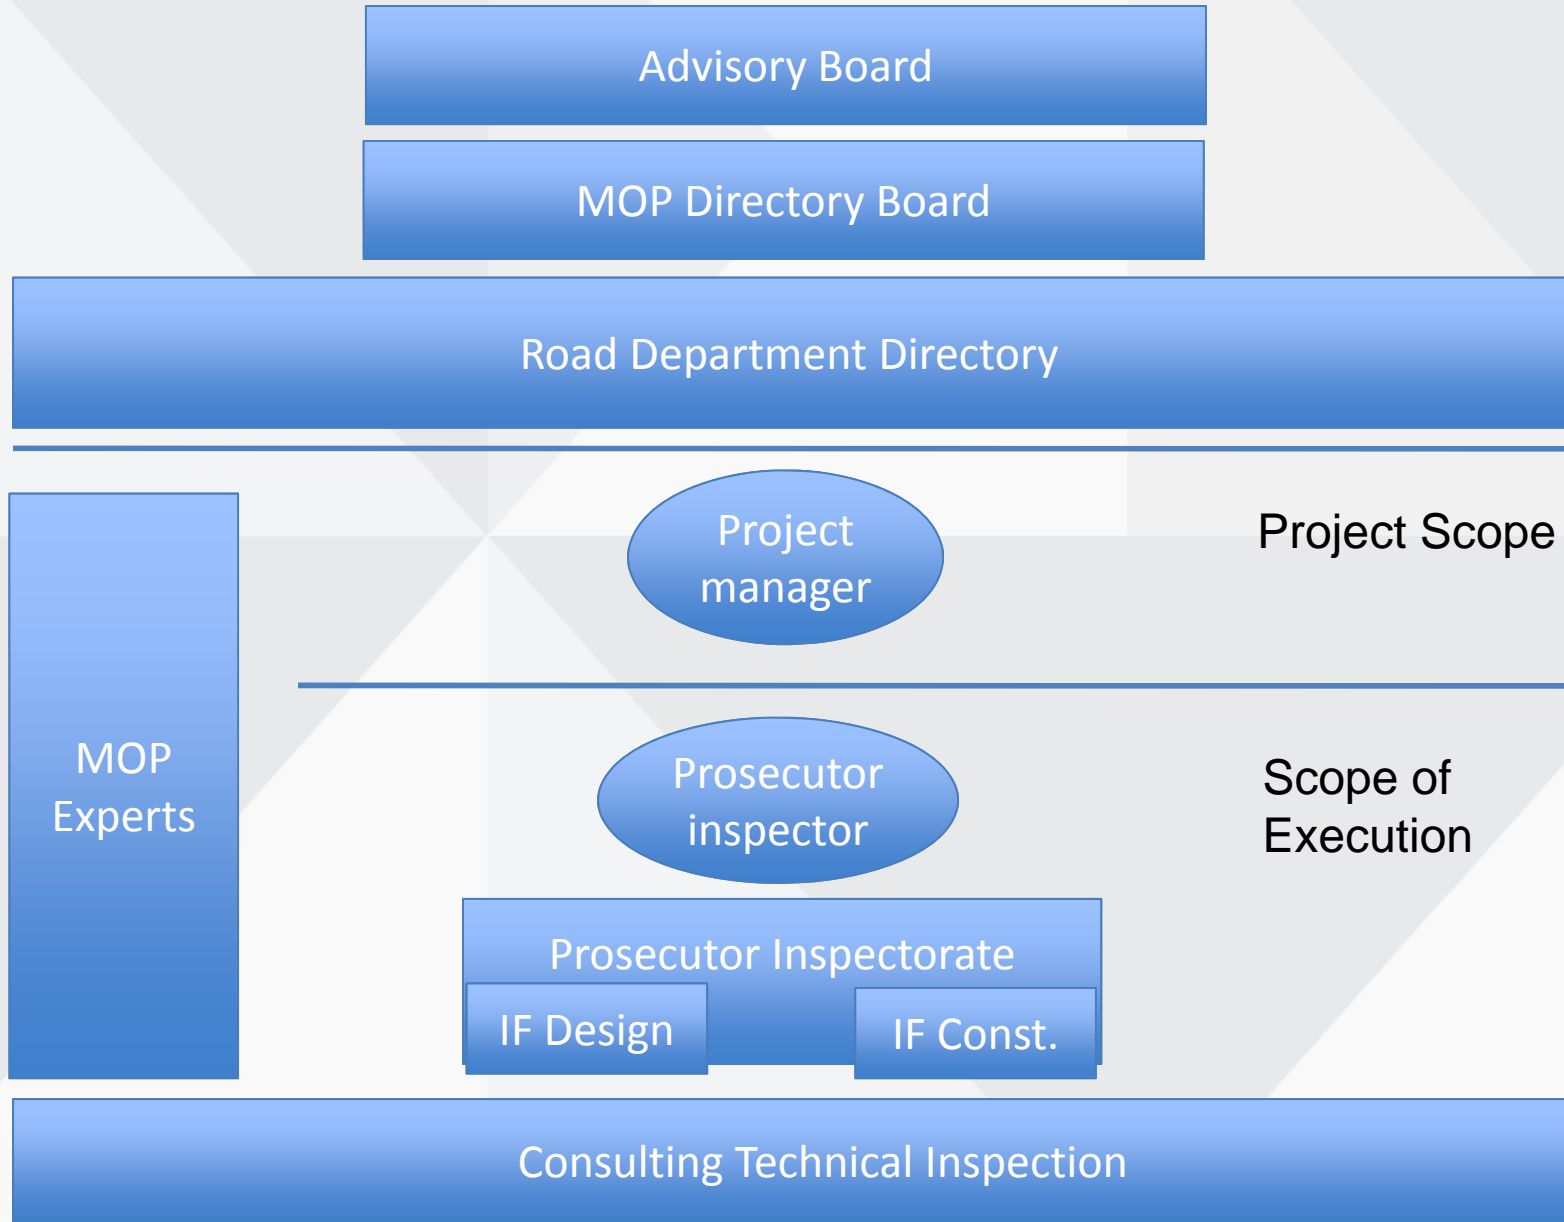 Advisory Board
MOP Directory Board
Road Department Directory
Project
manager
Project Scope
MOP
Experts
Prosecutor
inspector
Scope of
Execution
Prosecutor Inspectorate
IF Design
IF Const.
Consulting Technical Inspection